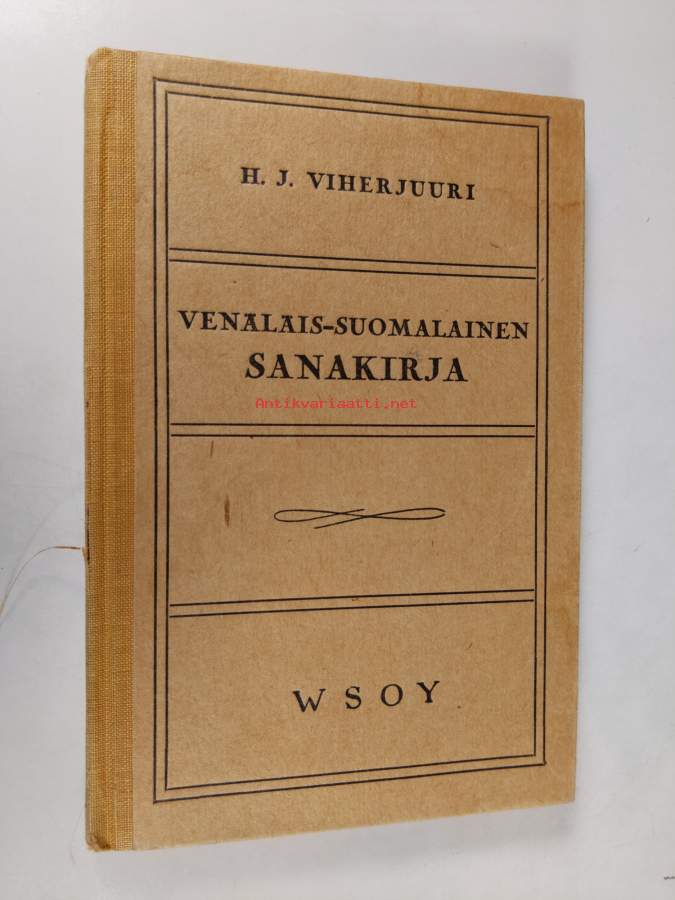 H. J. VIHERJUURI
VENÄLÄIS-SUOMALAINEN
SANAKIRJA
Antikvariaatti.net
WSOY